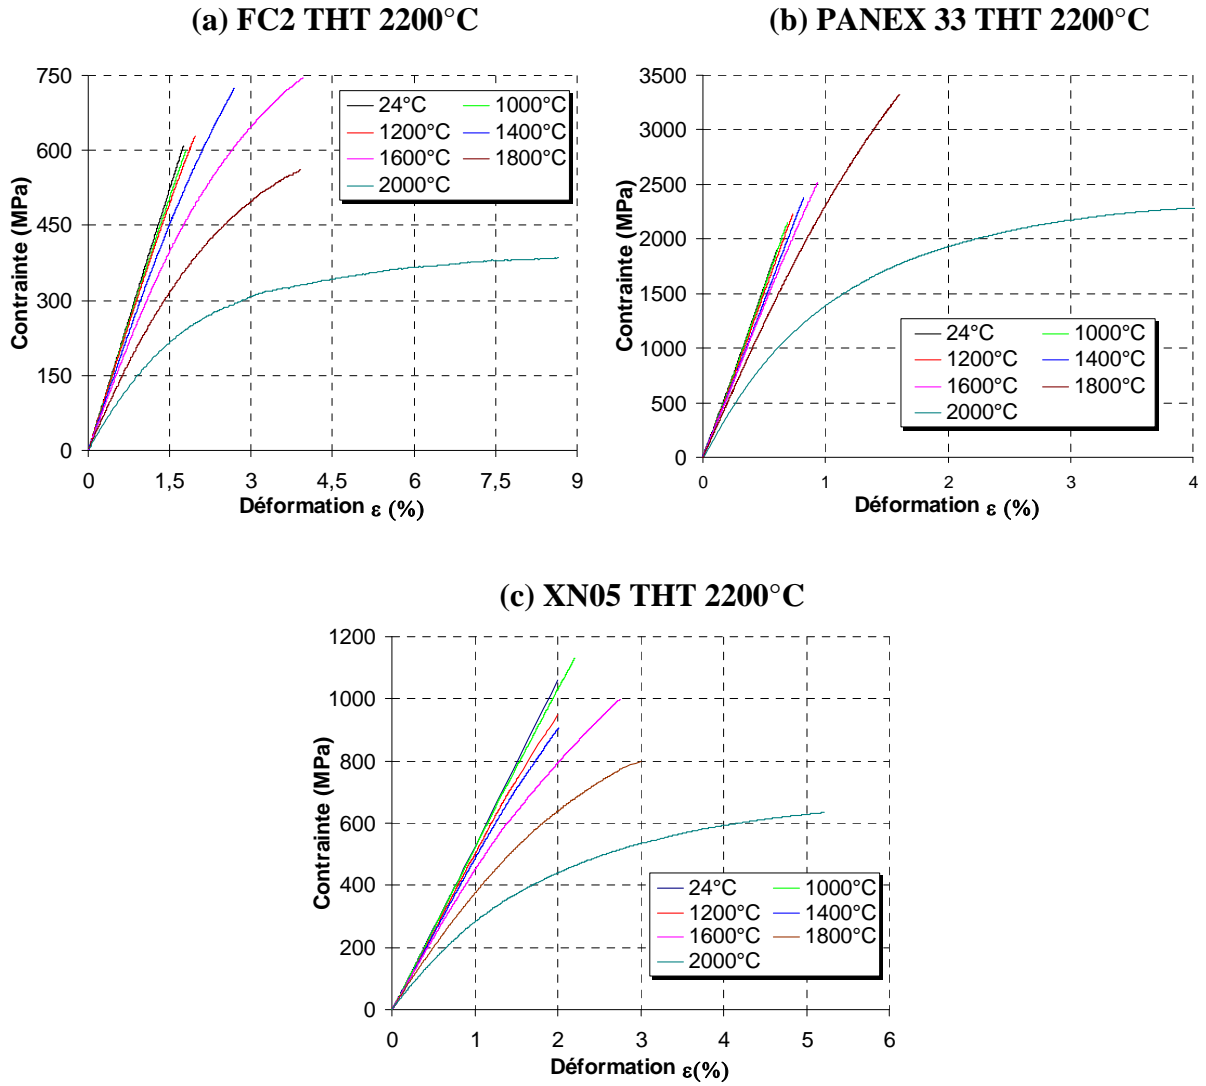 (a) FC2 THT 2200°C
(b) PANEX 33 THT 2200°C
750
600
450
300
150
0
0 1,5 3 4,5 6 7,5 9
Contrainte (MPa)
Déformation ε (%)
24°C 1000°C
1200°C 1400°C
1600°C 1800°C
2000°C
3500
3000
2500
2000
1500
1000
500
0
0 1 2 3 4
Contrainte (MPa)
Déformation ε (%)
24°C 1000°C
1200°C 1400°C
1600°C 1800°C
2000°C
(c) XN05 THT 2200°C
1200
1000
800
600
400
200
0
0 1 2 3 4 5 6
Contrainte (MPa)
Déformation ε(%)
24°C 1000°C
1200°C 1400°C
1600°C 1800°C
2000°C